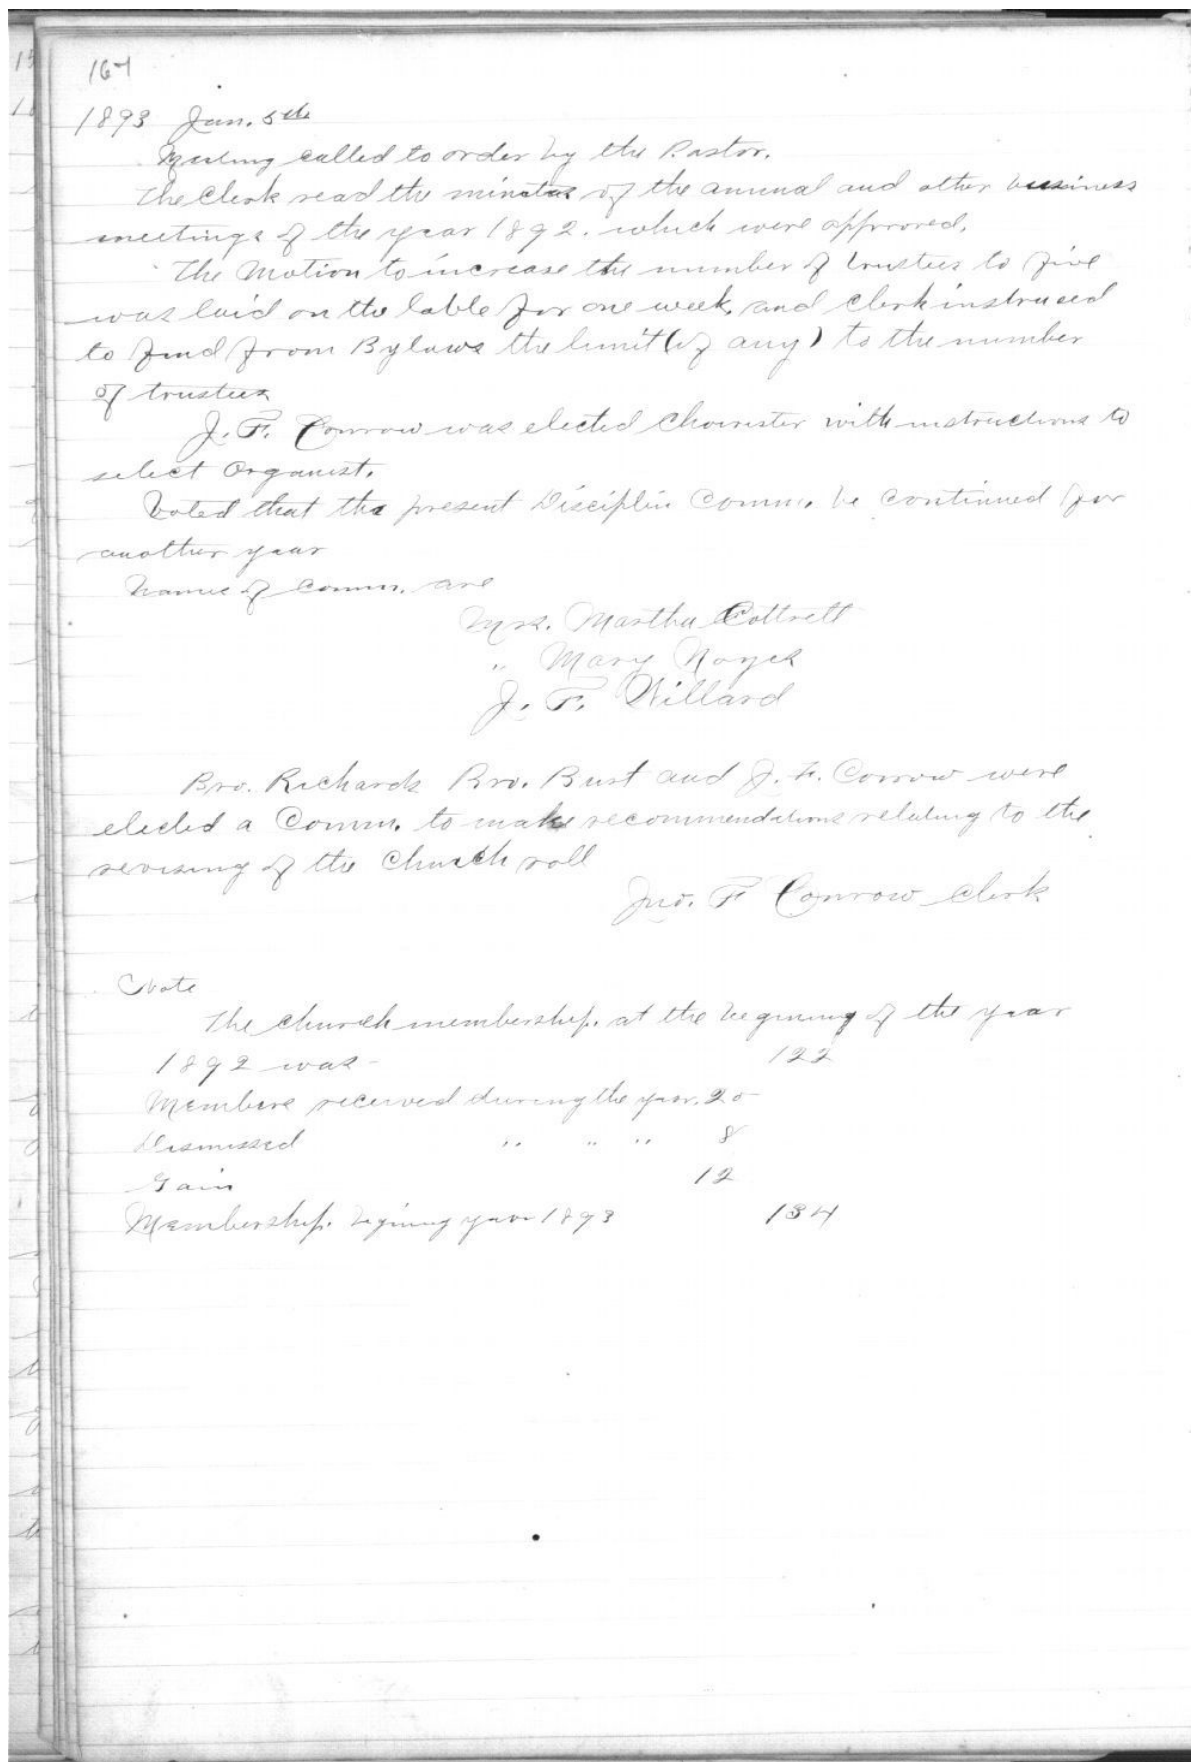 164
1893 Jan. 5th
Meeting called to order by the Pastor.
The Clerk read the minutes of the annual and other business
meetings of the year 1892. which were approved.
The Motion to increase the number of trustees to five
was laid on the table for one week, and clerk instrused
to find from Bylaws the limit (if any) to the number
of trustees
J. F. Conrow was elected Chorister with instructions to
select Organist.
Voted that the present Disciplin Comm. be continued for
another year
Names of Comm. are
Mrs. Martha Cottrell
" Mary Noyes
J. F. Willard
Bro. Richards Bro. Burt and J. F. Conrow were
elected a Comm. to make recommendations relating to the
revising of the Church roll
Jno. F Conrow Clerk
Note
The church membership. at the begining of the year
1892 was - 122
Members received during the year. 20
Dismissed " " " 8
Gain 12
Membership. begining year 1893 134